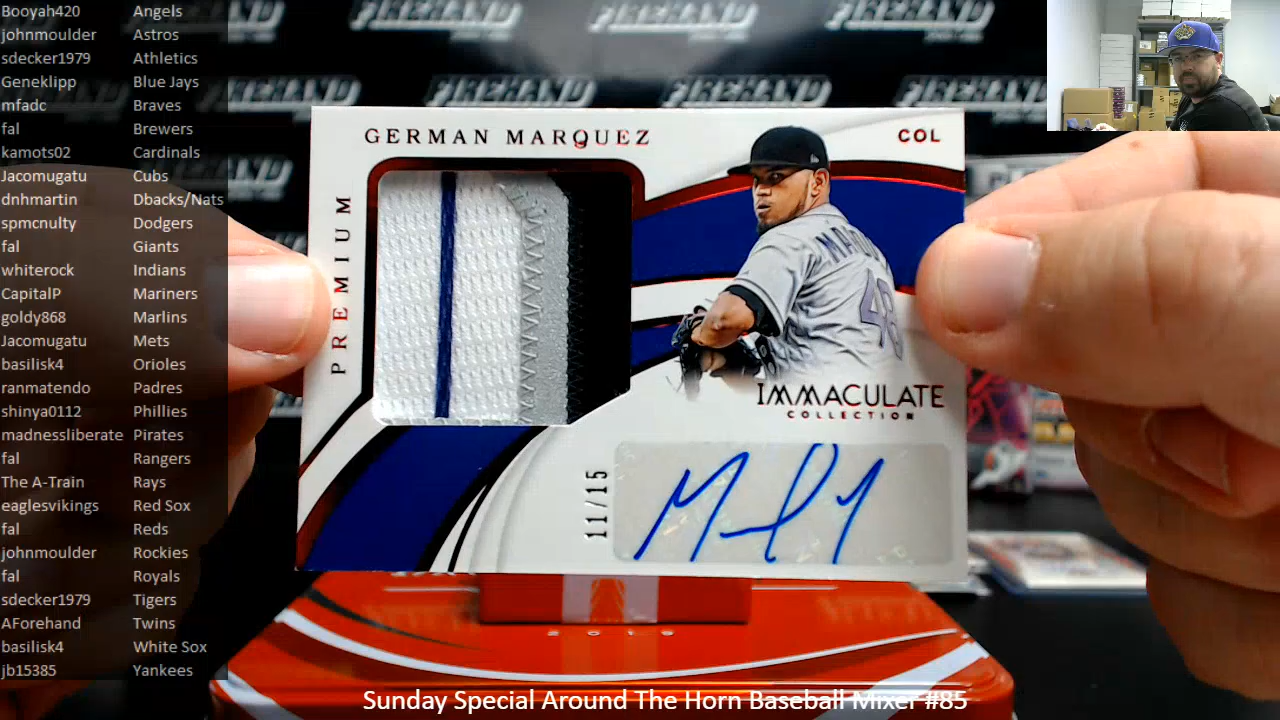 Booyah420 Angels
johnmoulder Astros
sdecker1979 Athletics
Geneklipp Blue Jays
mfadc Braves
fal Brewers
kamots02 Cardinals
Jacomugatu Cubs
dnhmartin Dbacks/Nats
spmcnulty Dodgers
fal Giants
whiterock Indians
CapitalP Mariners
goldy868 Marlins
Jacomugatu Mets
basilisk4 Orioles
ranmatendo Padres
shinya0112 Phillies
madnessliberate Pirates
fal Rangers
The A-Train Rays
eaglesvikings Red Sox
fal Reds
johnmoulder Rockies
fal Royals
sdecker1979 Tigers
AForehand Twins
basilisk4 White Sox
jb15385 Yankees
GERMAN MARQUEZ
COL
PREMIUM
48
IMMACULATE
COLLECTION
11/15
Sunday Special Around The Horn Baseball Mixer #85